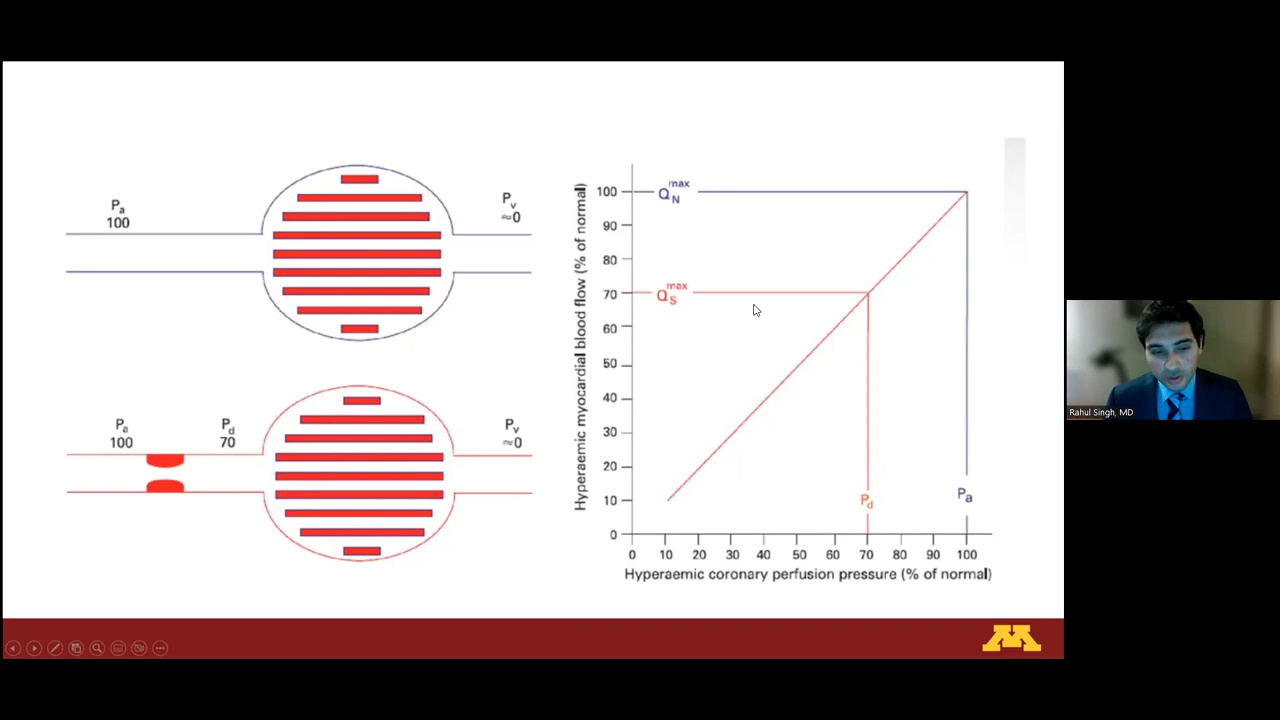 Pa
100
Pv
≈0
Pa
100
Pd
70
Pv
≈0
Hyperaemic myocardial blood flow (% of normal)
100
90
80
70
60
50
40
30
20
10
0
QN max
QS max
Pd
Pa
0 10 20 30 40 50 60 70 80 90 100
Hyperaemic coronary perfusion pressure (% of normal)
M
Rahul Singh, MD